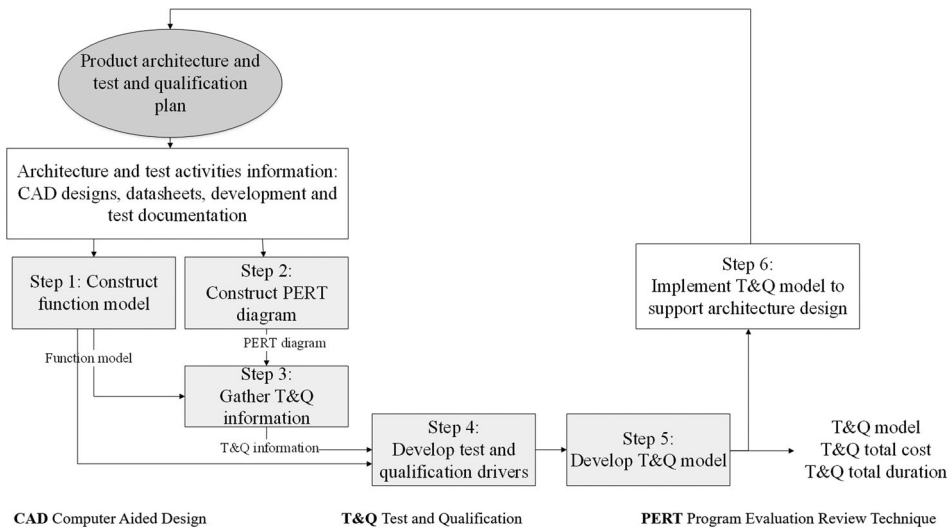 Product architecture and
test and qualification
plan
Architecture and test activities information:
CAD designs, datasheets, development and
test documentation
Step 1: Construct
function model
Step 2:
Construct PERT
diagram
Function model
PERT diagram
Step 3:
Gather T&Q
information
T&Q information
Step 4:
Develop test and
qualification drivers
Step 5:
Develop T&Q model
Step 6:
Implement T&Q model to
support architecture design
T&Q model
T&Q total cost
T&Q total duration
CAD Computer Aided Design
T&Q Test and Qualification
PERT Program Evaluation Review Technique